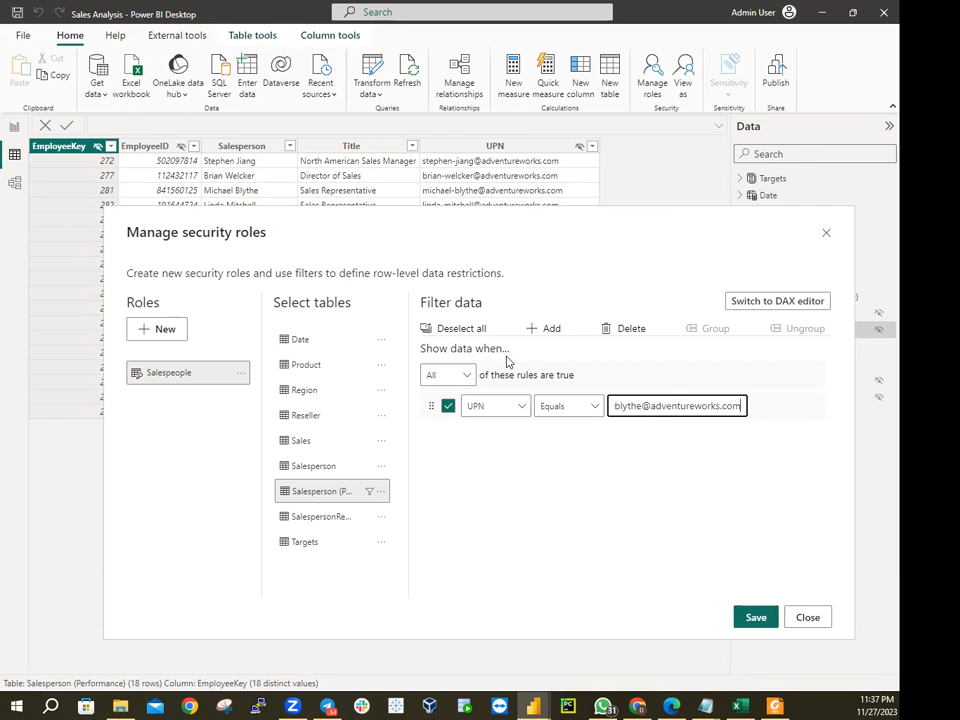 Sales Analysis - Power BI Desktop
Search
Admin User
File Home Help External tools Table tools Column tools
Paste
Cut
Copy
Clipboard
Get data
Excel workbook
OneLake data hub
SQL Server
Enter data
Dataverse
Recent sources
Data
Transform data
Refresh
Queries
Manage relationships
Relationships
New measure
Quick measure
New column
New table
Calculations
Manage roles
View as
Security
Sensitivity
Sensitivity
Publish
Share
Data
Search
Targets
Date
EmployeeKey EmployeeID Salesperson Title UPN
272 502097814 Stephen Jiang North American Sales Manager stephen-jiang@adventureworks.com
277 112432117 Brian Welcker Director of Sales brian-welcker@adventureworks.com
281 841560125 Michael Blythe Sales Representative michael-blythe@adventureworks.com
Manage security roles
Create new security roles and use filters to define row-level data restrictions.
Roles
New
Salespeople
Select tables
Date
Product
Region
Reseller
Sales
Salesperson
Salesperson (P...
SalespersonRe...
Targets
Filter data
Switch to DAX editor
Deselect all
Add
Delete
Group
Ungroup
Show data when...
All of these rules are true
UPN Equals blythe@adventureworks.com
Save
Close
Table: Salesperson (Performance) (18 rows) Column: EmployeeKey (18 distinct values)
11:37 PM
11/27/2023